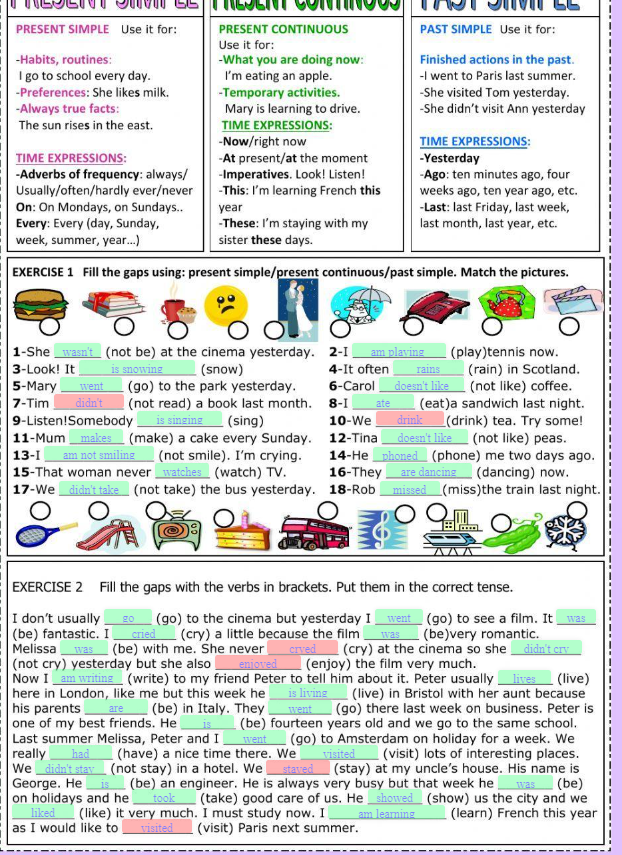 PRESENT SIMPLE PRESENT CONTINUOUS PAST SIMPLE
PRESENT SIMPLE Use it for:
-Habits, routines:
I go to school every day.
-Preferences: She likes milk.
-Always true facts:
The sun rises in the east.
TIME EXPRESSIONS:
-Adverbs of frequency: always/
Usually/often/hardly ever/never
On: On Mondays, on Sundays..
Every: Every (day, Sunday,
week, summer, year...)
PRESENT CONTINUOUS
Use it for:
-What you are doing now:
I'm eating an apple.
-Temporary activities.
Mary is learning to drive.
TIME EXPRESSIONS:
-Now/right now
-At present/at the moment
-Imperatives. Look! Listen!
-This: I'm learning French this
year
-These: I'm staying with my
sister these days.
PAST SIMPLE Use it for:
Finished actions in the past.
-I went to Paris last summer.
-She visited Tom yesterday.
-She didn't visit Ann yesterday
TIME EXPRESSIONS:
-Yesterday
-Ago: ten minutes ago, four
weeks ago, ten year ago, etc.
-Last: last Friday, last week,
last month, last year, etc.
EXERCISE 1 Fill the gaps using: present simple/present continuous/past simple. Match the pictures.
1-She wasn't (not be) at the cinema yesterday. 2-I am playing (play)tennis now.
3-Look! It is snowing (snow) 4-It often rains (rain) in Scotland.
5-Mary went (go) to the park yesterday. 6-Carol doesn't like (not like) coffee.
7-Tim didn't (not read) a book last month. 8-I ate (eat)a sandwich last night.
9-Listen!Somebody is singing (sing) 10-We drink (drink) tea. Try some!
11-Mum makes (make) a cake every Sunday. 12-Tina doesn't like (not like) peas.
13-I am not smiling (not smile). I'm crying. 14-He phoned (phone) me two days ago.
15-That woman never watches (watch) TV. 16-They are dancing (dancing) now.
17-We didn't take (not take) the bus yesterday. 18-Rob missed (miss)the train last night.
EXERCISE 2 Fill the gaps with the verbs in brackets. Put them in the correct tense.
I don't usually go (go) to the cinema but yesterday I went (go) to see a film. It was
(be) fantastic. I cried (cry) a little because the film was (be)very romantic.
Melissa was (be) with me. She never cryed (cry) at the cinema so she didn't cry
(not cry) yesterday but she also enjoyed (enjoy) the film very much.
Now I am writing (write) to my friend Peter to tell him about it. Peter usually lives (live)
here in London, like me but this week he is living (live) in Bristol with her aunt because
his parents are (be) in Italy. They went (go) there last week on business. Peter is
one of my best friends. He is (be) fourteen years old and we go to the same school.
Last summer Melissa, Peter and I went (go) to Amsterdam on holiday for a week. We
really had (have) a nice time there. We visited (visit) lots of interesting places.
We didn't stay (not stay) in a hotel. We stayed (stay) at my uncle's house. His name is
George. He is (be) an engineer. He is always very busy but that week he was (be)
on holidays and he took (take) good care of us. He showed (show) us the city and we
liked (like) it very much. I must study now. I am learning (learn) French this year
as I would like to visited (visit) Paris next summer.